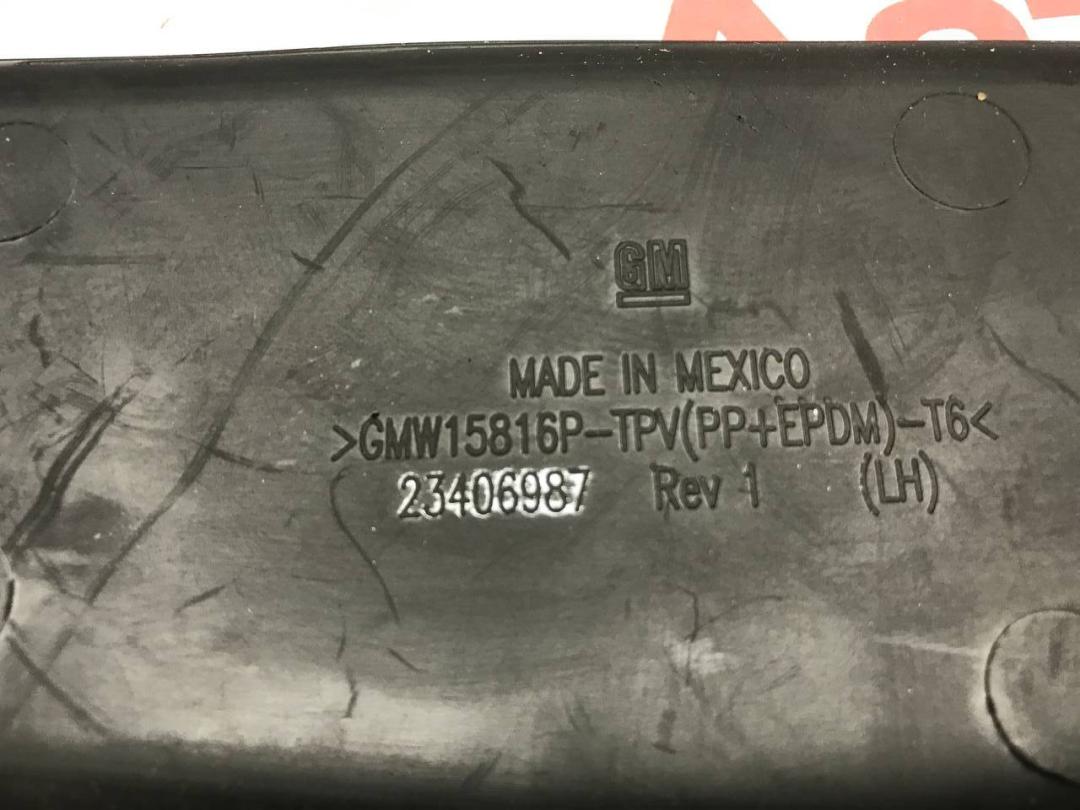 GM
MADE IN MEXICO
>GMW15816P-TPV(PP+EPDM)-T6<
23406987 Rev 1 (LH)